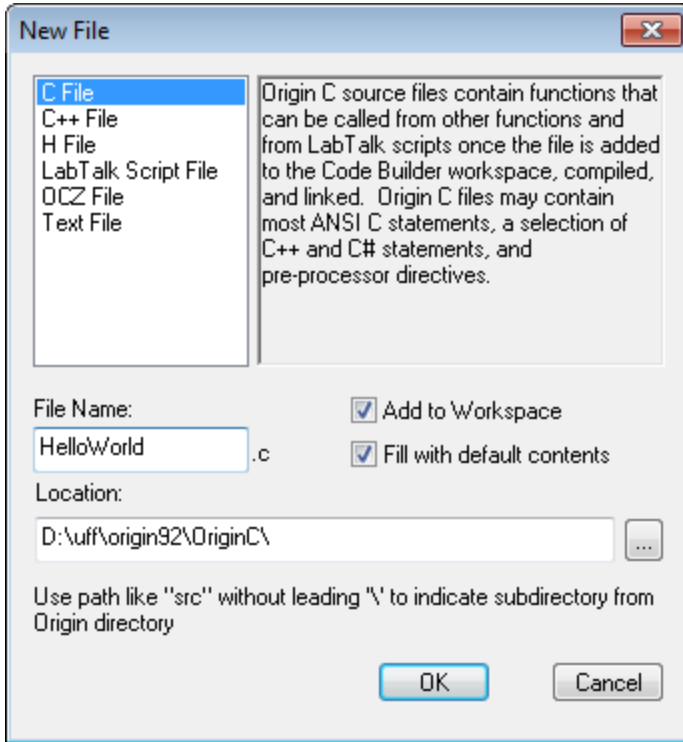 New File
C File
C++ File
H File
LabTalk Script File
OCZ File
Text File
Origin C source files contain functions that
can be called from other functions and
from LabTalk scripts once the file is added
to the Code Builder workspace, compiled,
and linked.  Origin C files may contain
most ANSI C statements, a selection of
C++ and C# statements, and
pre-processor directives.
File Name:
HelloWorld
.c
Add to Workspace
Fill with default contents
Location:
D:\uff\origin92\OriginC\
...
Use path like "src" without leading '\' to indicate subdirectory from
Origin directory
OK
Cancel